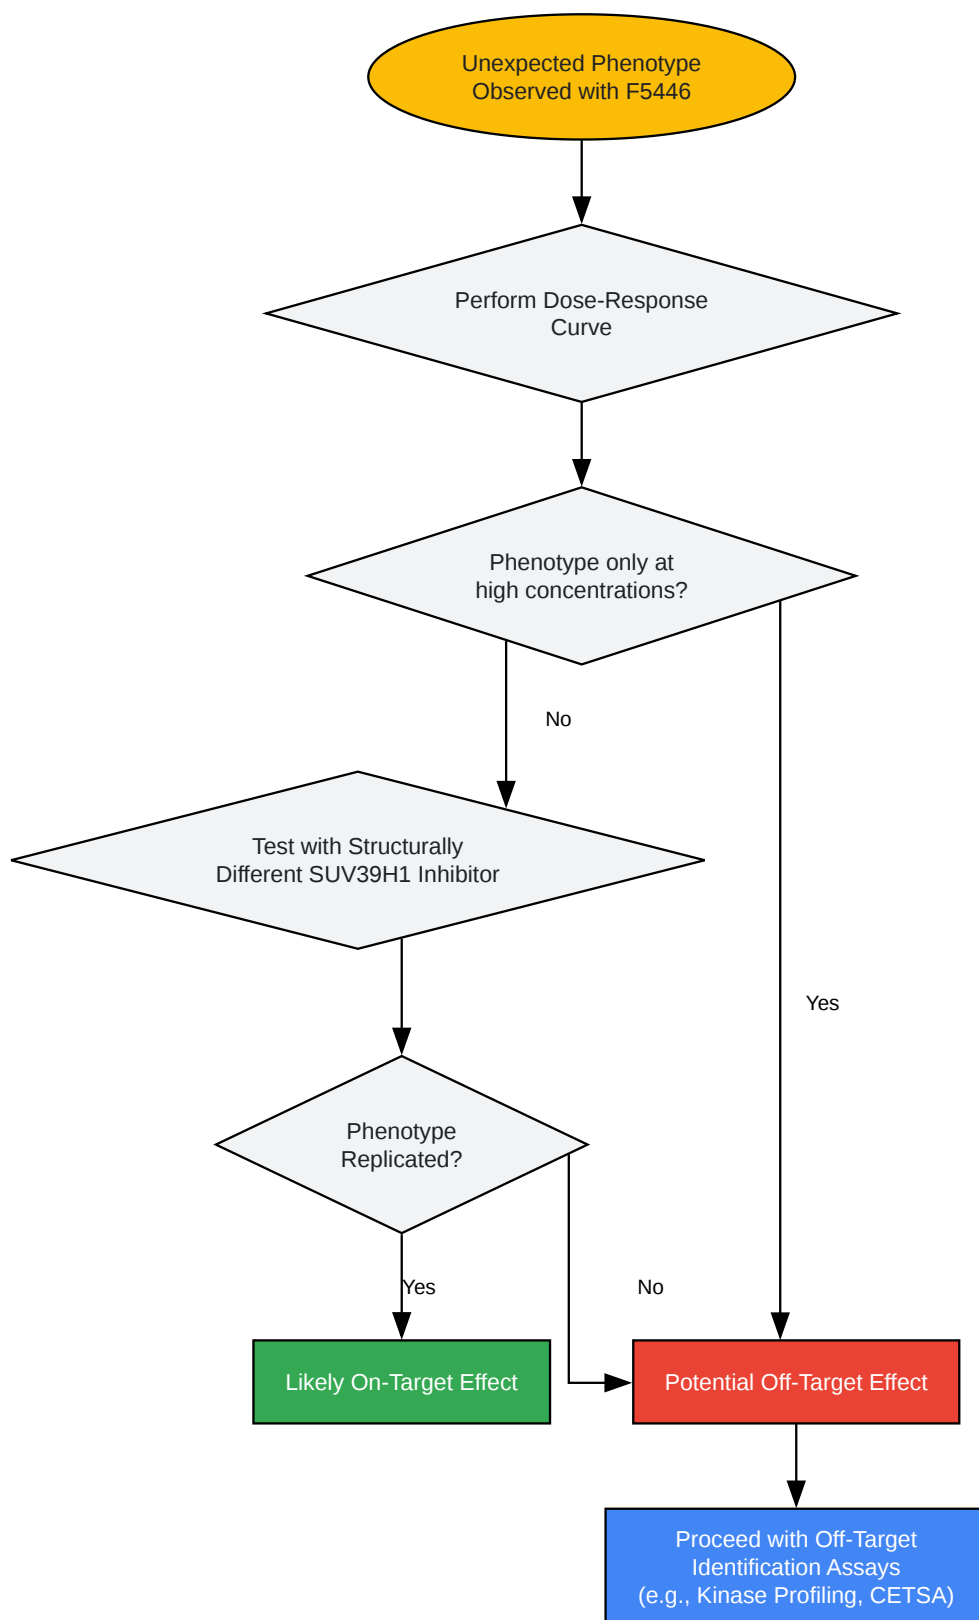 Unexpected Phenotype
Observed with F5446
Perform Dose-Response
Curve
Phenotype only at
high concentrations?
No
Test with Structurally
Different SUV39H1 Inhibitor
Yes
Phenotype
Replicated?
Yes
No
Likely On-Target Effect
Potential Off-Target Effect
Proceed with Off-Target
Identification Assays
(e.g., Kinase Profiling, CETSA)